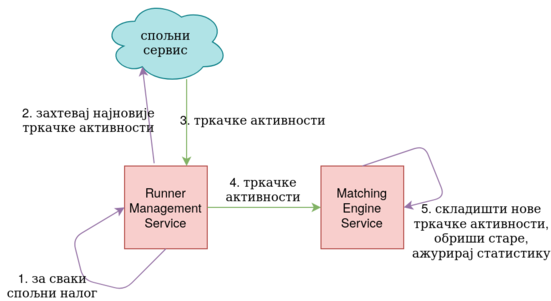 спољни
сервис
2. захтевај најновије
тркачке активности
3. тркачке активности
Runner
Management
Service
4. тркачке
активности
Matching
Engine
Service
5. складишти нове
тркачке активности,
обриши старе,
ажурирај статистику
1. за сваки
спољни налог